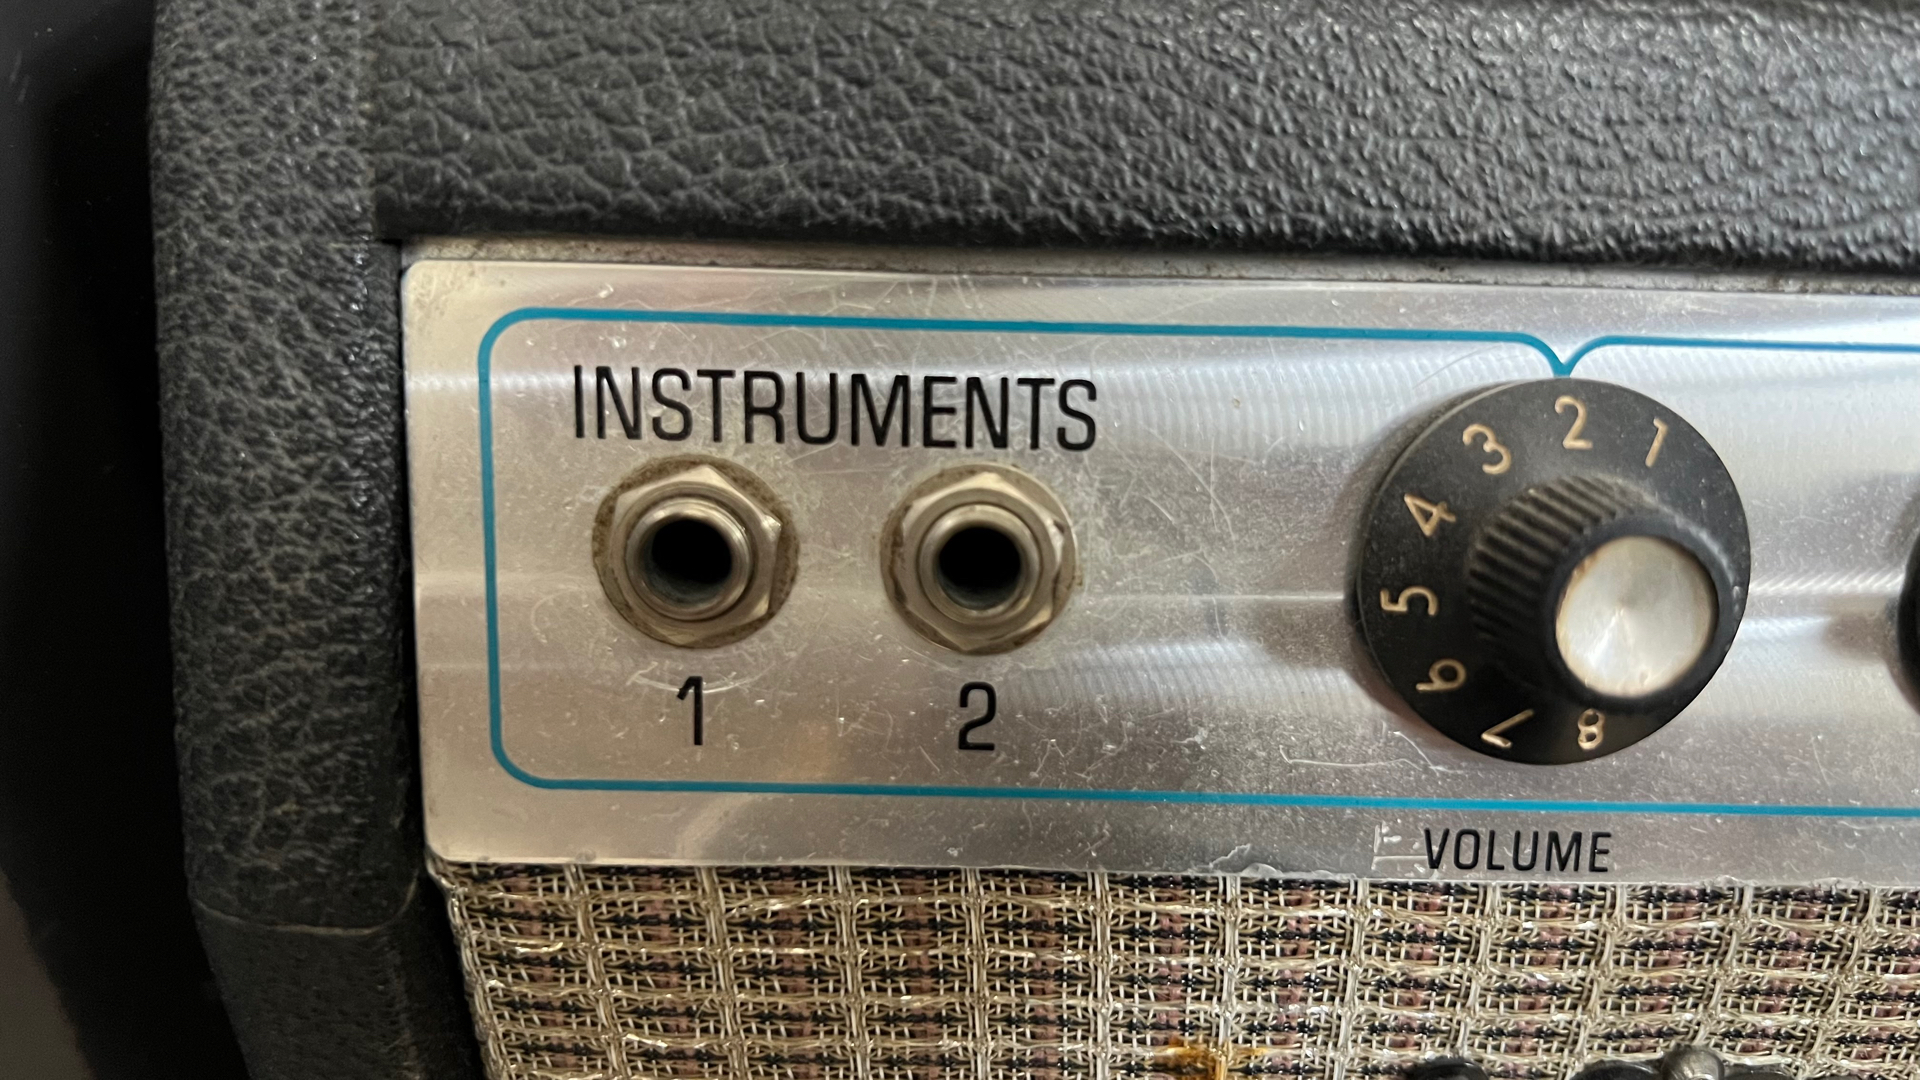 INSTRUMENTS
1 2
1 2 3 4 5 6 7 8
VOLUME